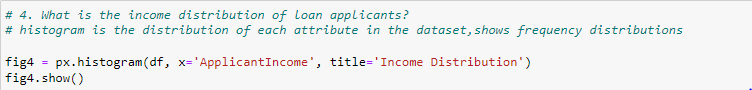 # 4. What is the income distribution of loan applicants?
# histogram is the distribution of each attribute in the dataset,shows frequency distributions
fig4 = px.histogram(df, x='ApplicantIncome', title='Income Distribution')
fig4.show()